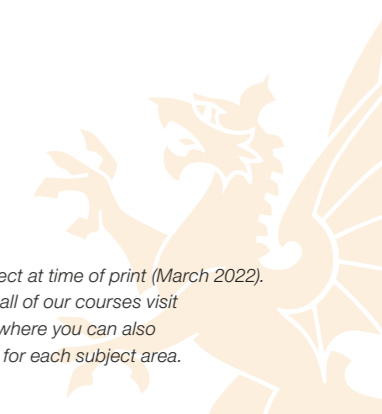 ect at time of print (March 2022).
all of our courses visit
where you can also
for each subject area.